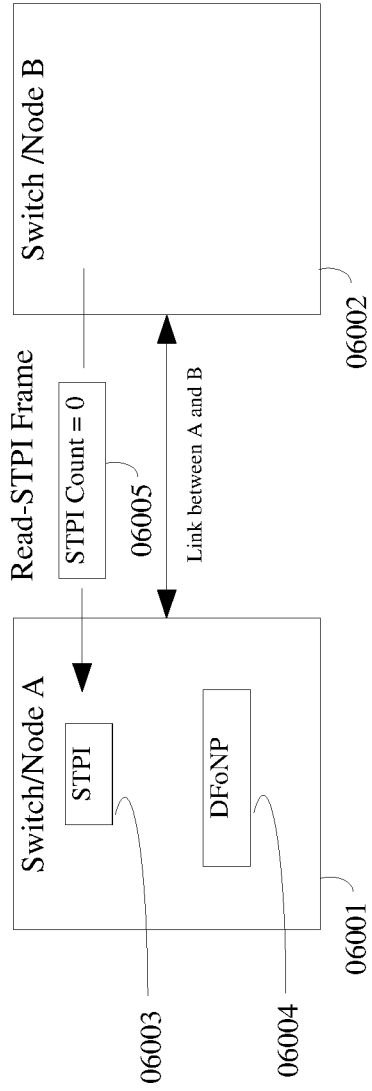 Read-STPI Frame
Switch/Node A
Switch /Node B
STPI
STPI Count = 0
06005
Link between A and B
DFoNP
06003
06004
06001
06002